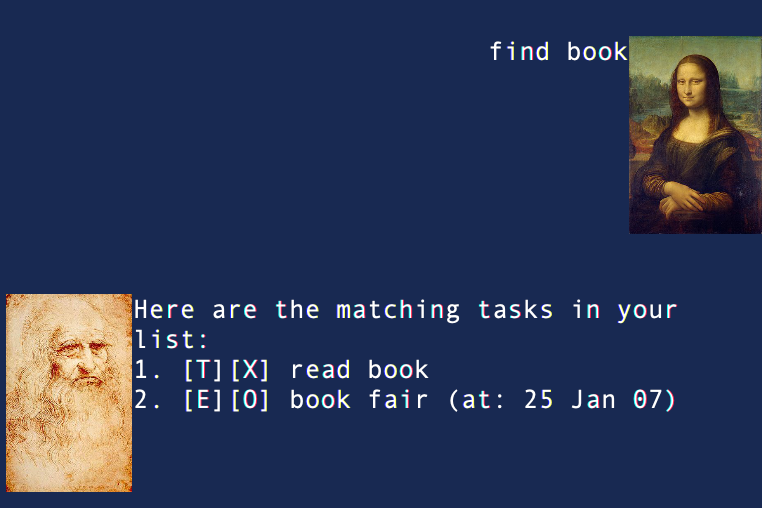 find book
Here are the matching tasks in your
list:
1. [T][X] read book
2. [E][O] book fair (at: 25 Jan 07)